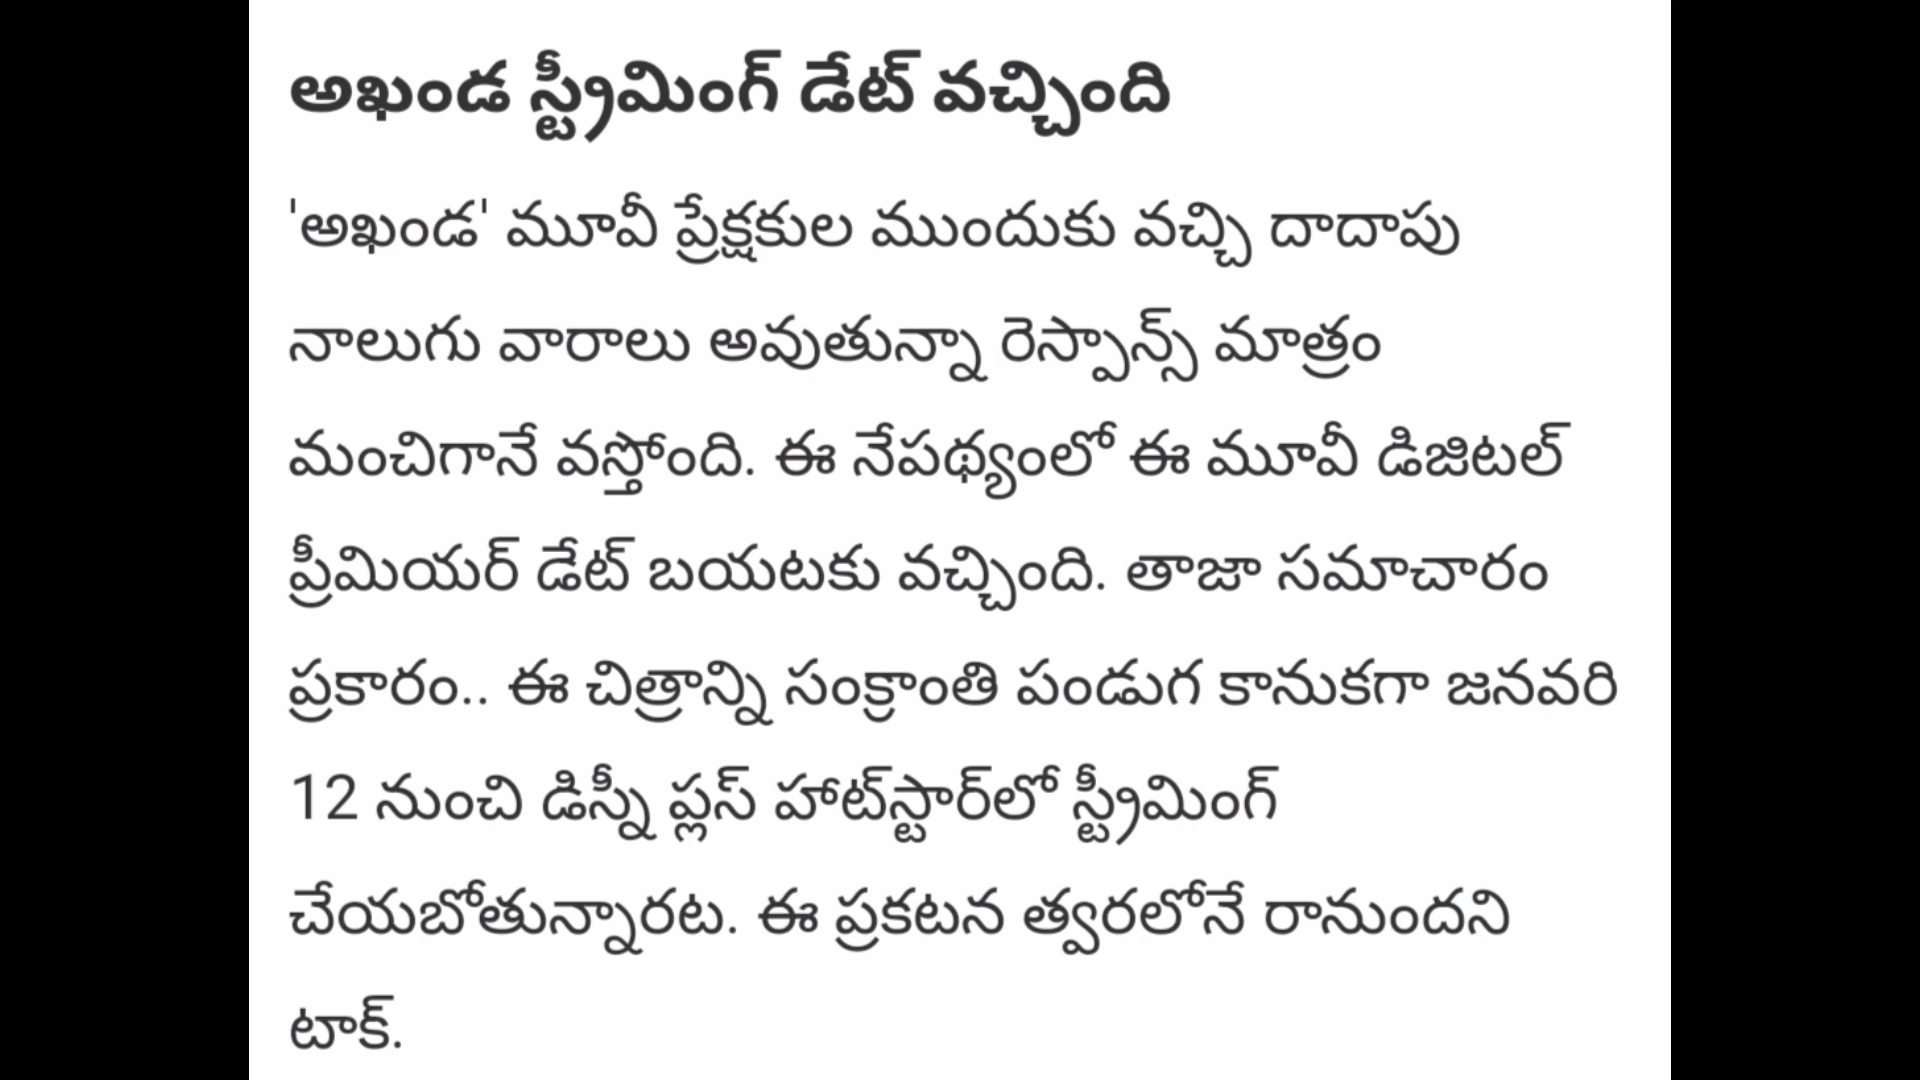 అఖండ స్ట్రీమింగ్ డేట్ వచ్చింది
'అఖండ' మూవీ ప్రేక్షకుల ముందుకు వచ్చి దాదాపు
నాలుగు వారాలు అవుతున్నా రెస్పాన్స్ మాత్రం
మంచిగానే వస్తోంది. ఈ నేపథ్యంలో ఈ మూవీ డిజిటల్
ప్రీమియర్ డేట్ బయటకు వచ్చింది. తాజా సమాచారం
ప్రకారం.. ఈ చిత్రాన్ని సంక్రాంతి పండుగ కానుకగా జనవరి
12 నుంచి డిస్నీ ప్లస్ హాట్‌స్టార్‌లో స్ట్రీమింగ్
చేయబోతున్నారట. ఈ ప్రకటన త్వరలోనే రానుందని
టాక్.